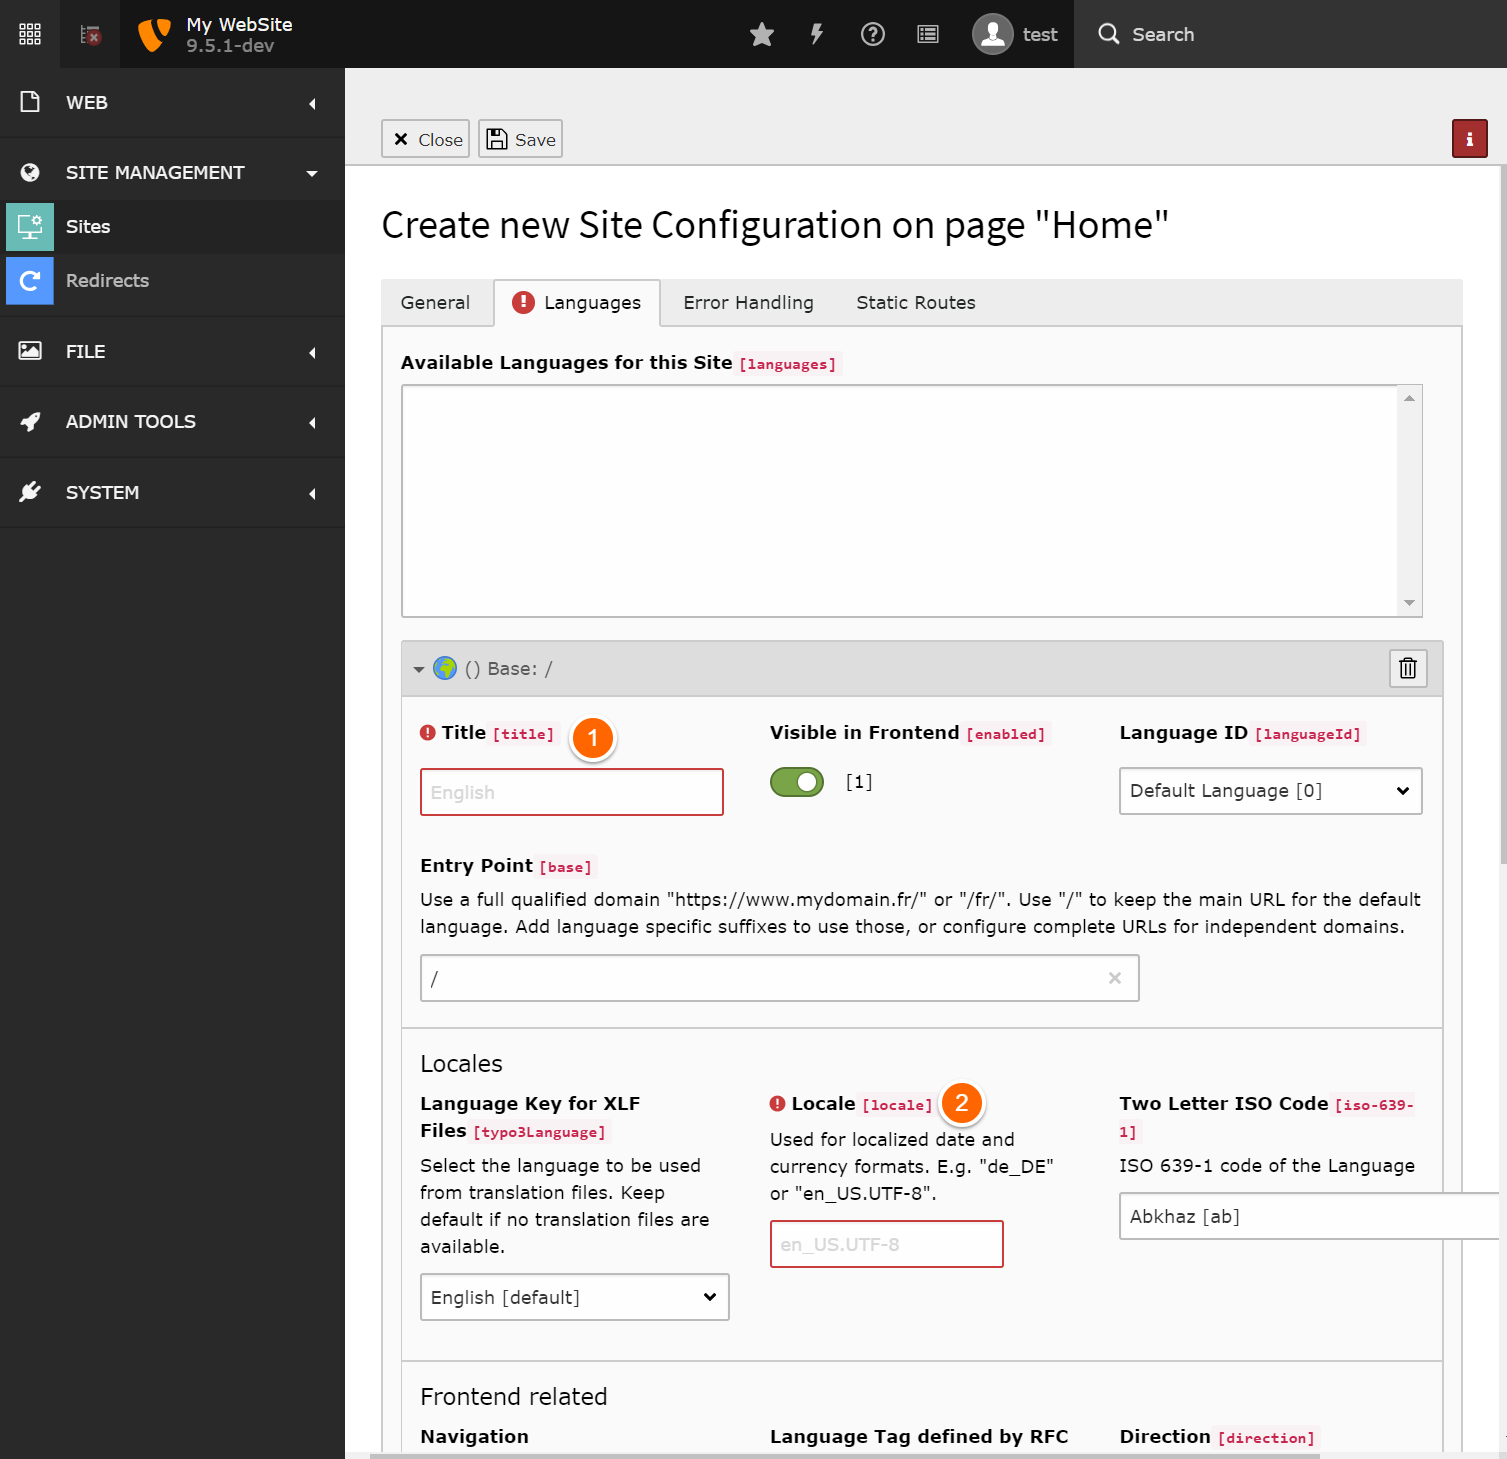 My WebSite
9.5.1-dev
test
Search
WEB
SITE MANAGEMENT
Sites
Redirects
FILE
ADMIN TOOLS
SYSTEM
Close
Save
Create new Site Configuration on page "Home"
General
Languages
Error Handling
Static Routes
Available Languages for this Site [languages]
() Base: /
Title [title]
1
English
Visible in Frontend [enabled]
[1]
Language ID [languageId]
Default Language [0]
Entry Point [base]
Use a full qualified domain "https://www.mydomain.fr/" or "/fr/". Use "/" to keep the main URL for the default
language. Add language specific suffixes to use those, or configure complete URLs for independent domains.
/
Locales
Language Key for XLF
Files [typo3Language]
Select the language to be used
from translation files. Keep
default if no translation files are
available.
English [default]
Locale [locale]
2
Used for localized date and
currency formats. E.g. "de_DE"
or "en_US.UTF-8".
en_US.UTF-8
Two Letter ISO Code [iso-639-
1]
ISO 639-1 code of the Language
Abkhaz [ab]
Frontend related
Navigation
Language Tag defined by RFC
Direction [direction]